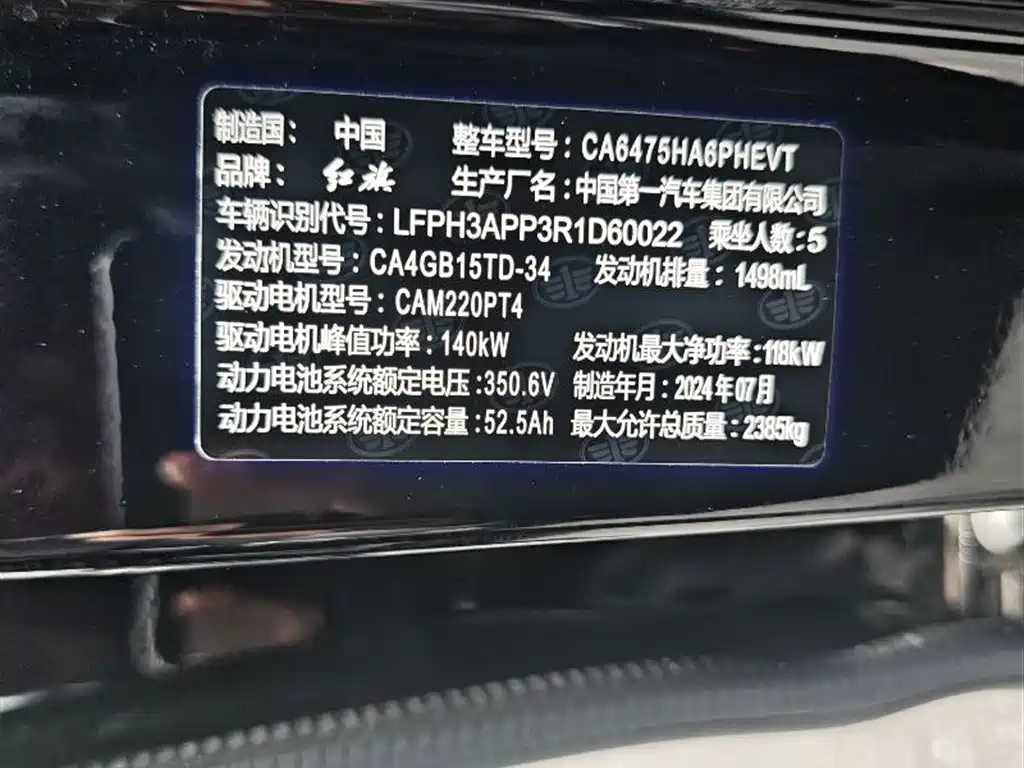 制造国： 中国 整车型号：CA6475HA6PHEVT
品牌： 红旗 生产厂名：中国第一汽车集团有限公司
车辆识别代号：LFPH3APP3R1D60022 乘坐人数：5
发动机型号：CA4GB15TD-34 发动机排量：1498mL
驱动电机型号：CAM220PT4
驱动电机峰值功率：140kW 发动机最大净功率：118kW
动力电池系统额定电压：350.6V 制造年月：2024年07月
动力电池系统额定容量：52.5Ah 最大允许总质量：2385kg